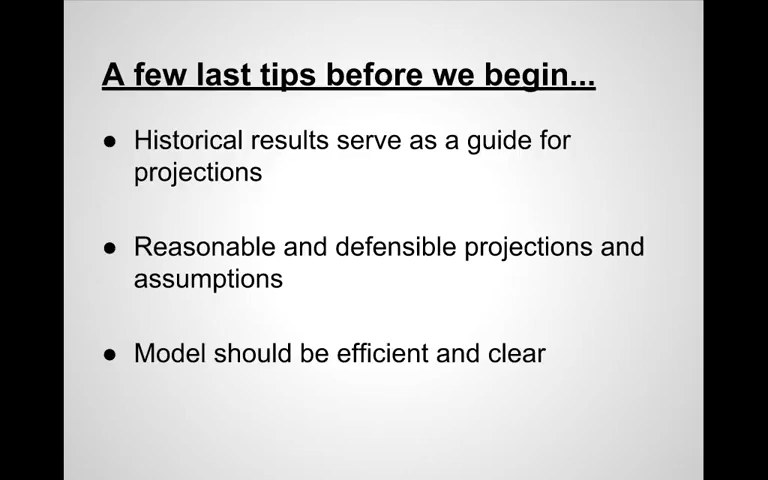 A few last tips before we begin...
● Historical results serve as a guide for
projections
● Reasonable and defensible projections and
assumptions
● Model should be efficient and clear